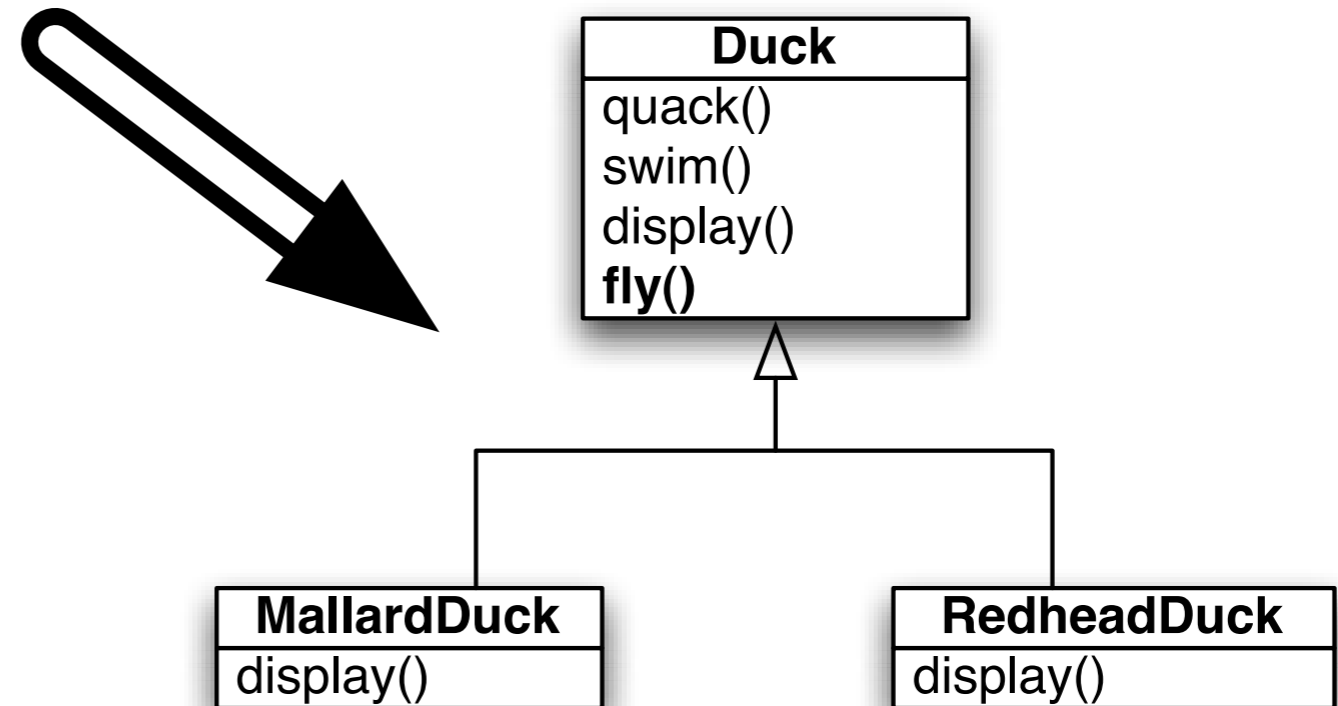 Duck
quack()
swim()
display()
fly()
MallardDuck
display()
RedheadDuck
display()